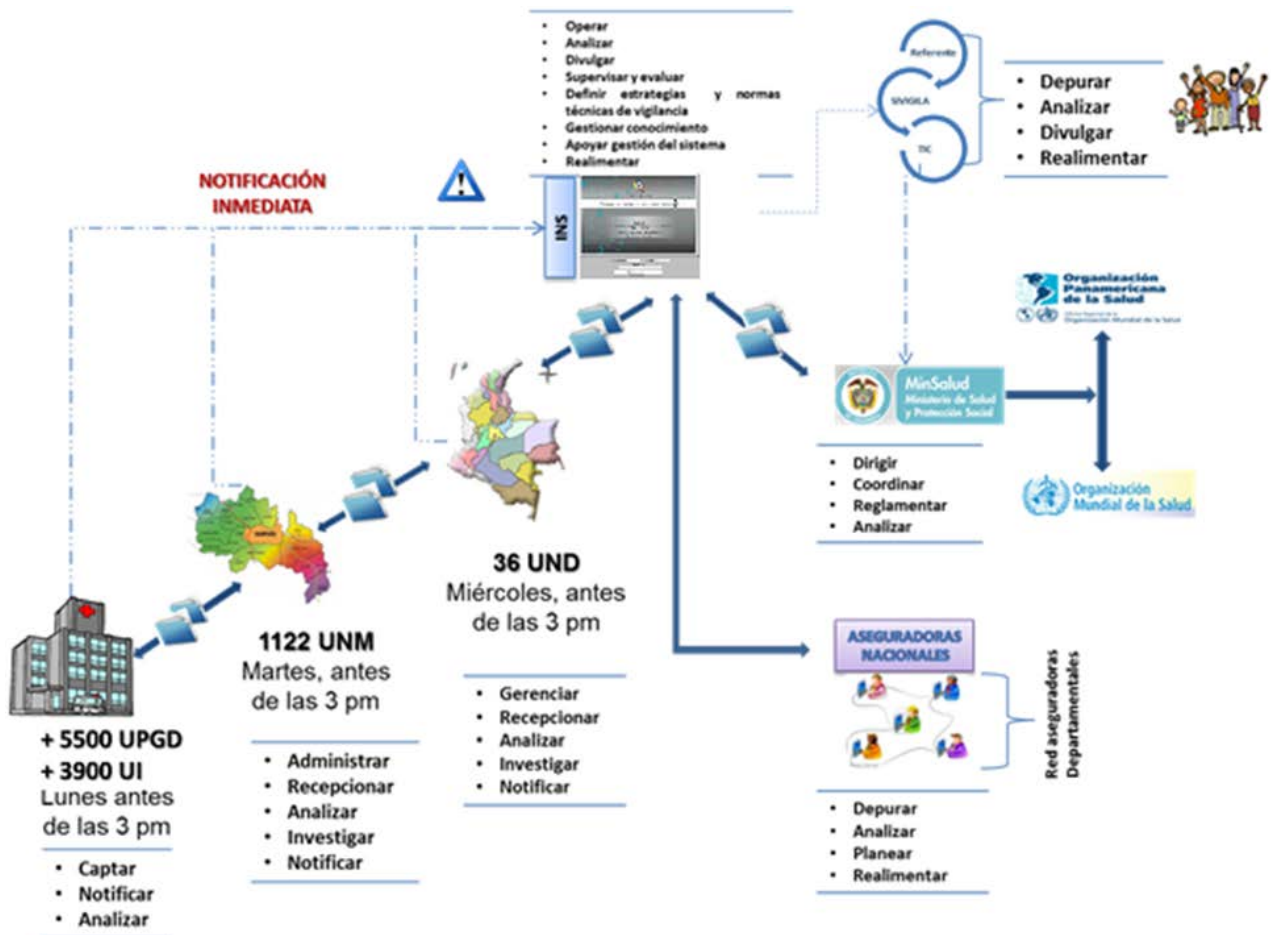 • Operar
• Analizar
• Divulgar
• Supervisar y evaluar
• Definir estrategias y normas
técnicas de vigilancia
• Gestionar conocimiento
• Apoyar gestión del sistema
• Realimentar
Referente
SIVIGILA
TIC
• Depurar
• Analizar
• Divulgar
• Realimentar
NOTIFICACIÓN
INMEDIATA
INS
Organización
Panamericana
de la Salud
Organización Mundial de la Salud
MinSalud
Ministerio de Salud
y Protección Social
• Dirigir
• Coordinar
• Reglamentar
• Analizar
Organización
Mundial de la Salud
36 UND
Miércoles, antes
de las 3 pm
• Gerenciar
• Recepcionar
• Analizar
• Investigar
• Notificar
1122 UNM
Martes, antes
de las 3 pm
• Administrar
• Recepcionar
• Analizar
• Investigar
• Notificar
+ 5500 UPGD
+ 3900 UI
Lunes antes
de las 3 pm
• Captar
• Notificar
• Analizar
ASEGURADORAS
NACIONALES
Red aseguradoras
Departamentales
• Depurar
• Analizar
• Planear
• Realimentar